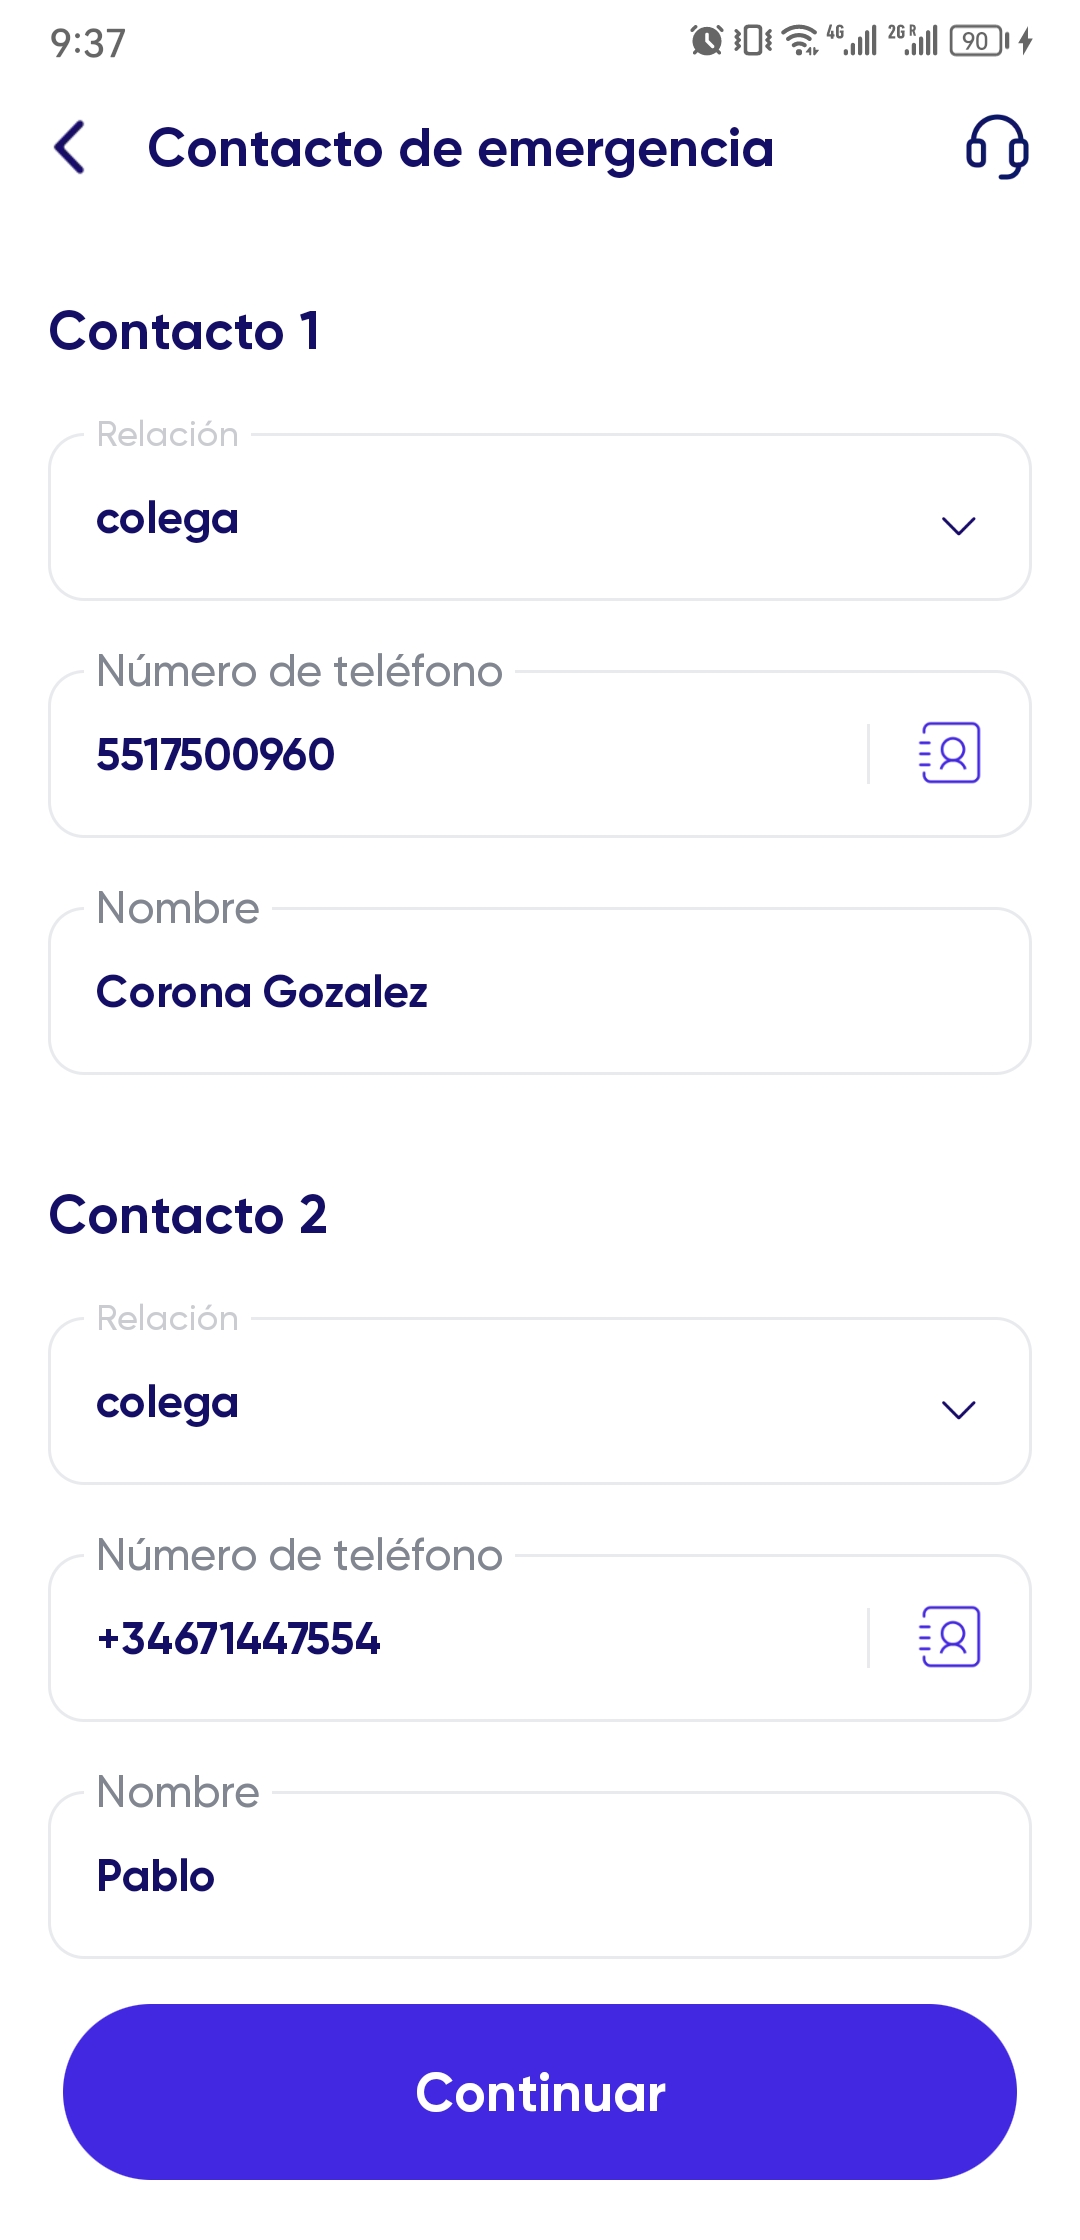 9:37
4G 2G R 90
Contacto de emergencia
Contacto 1
Relación
colega
Número de teléfono
5517500960
Nombre
Corona Gozalez
Contacto 2
Relación
colega
Número de teléfono
+34671447554
Nombre
Pablo
Continuar